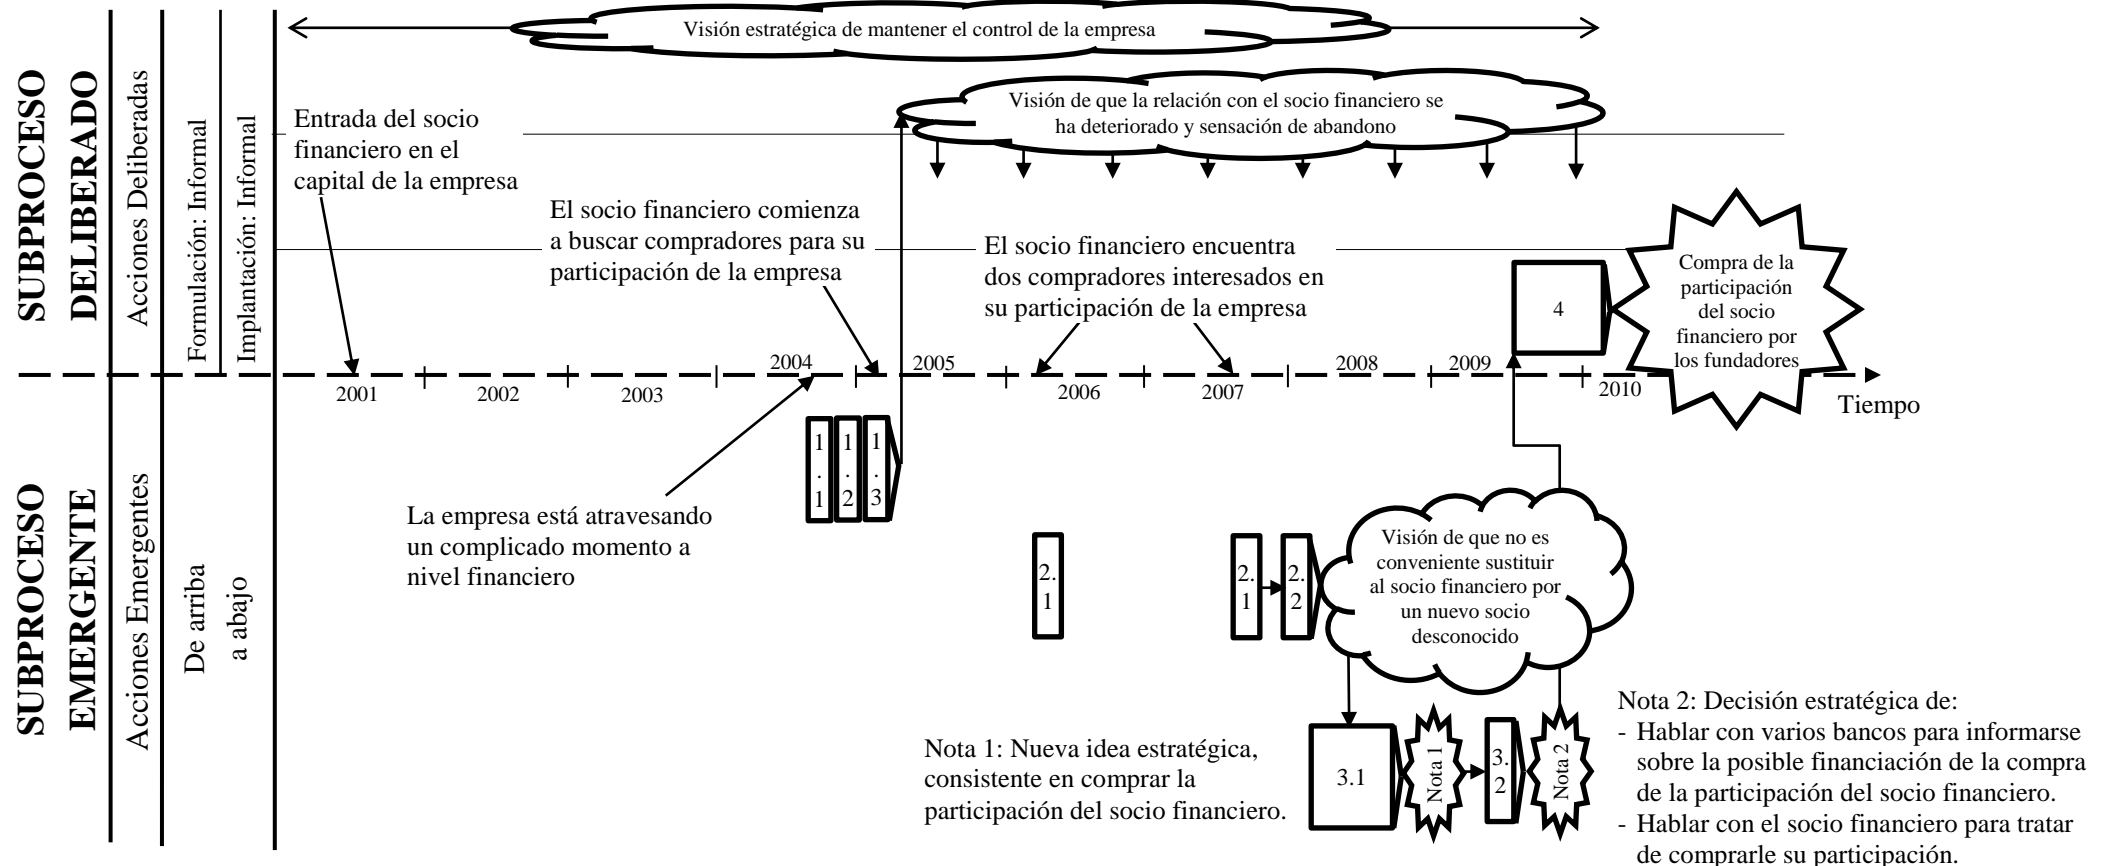 SUBPROCESO
DELIBERADO
Acciones Deliberadas
Formulación: Informal
Implantación: Informal
Visión estratégica de mantener el control de la empresa
Visión de que la relación con el socio financiero se
ha deteriorado y sensación de abandono
Entrada del socio
financiero en el
capital de la empresa
El socio financiero comienza
a buscar compradores para su
participación de la empresa
El socio financiero encuentra
dos compradores interesados en
su participación de la empresa
4
Compra de la
participación
del socio
financiero por
los fundadores
2001
2002
2003
2004
2005
2006
2007
2008
2009
2010
Tiempo
SUBPROCESO
EMERGENTE
Acciones Emergentes
De arriba
a abajo
1.1
1.2
1.3
La empresa está atravesando
un complicado momento a
nivel financiero
2.1
2.1
2.2
Visión de que no es
conveniente sustituir
al socio financiero por
un nuevo socio
desconocido
Nota 1: Nueva idea estratégica,
consistente en comprar la
participación del socio financiero.
3.1
Nota 1
3.2
Nota 2
Nota 2: Decisión estratégica de:
- Hablar con varios bancos para informarse
sobre la posible financiación de la compra
de la participación del socio financiero.
- Hablar con el socio financiero para tratar
de comprarle su participación.